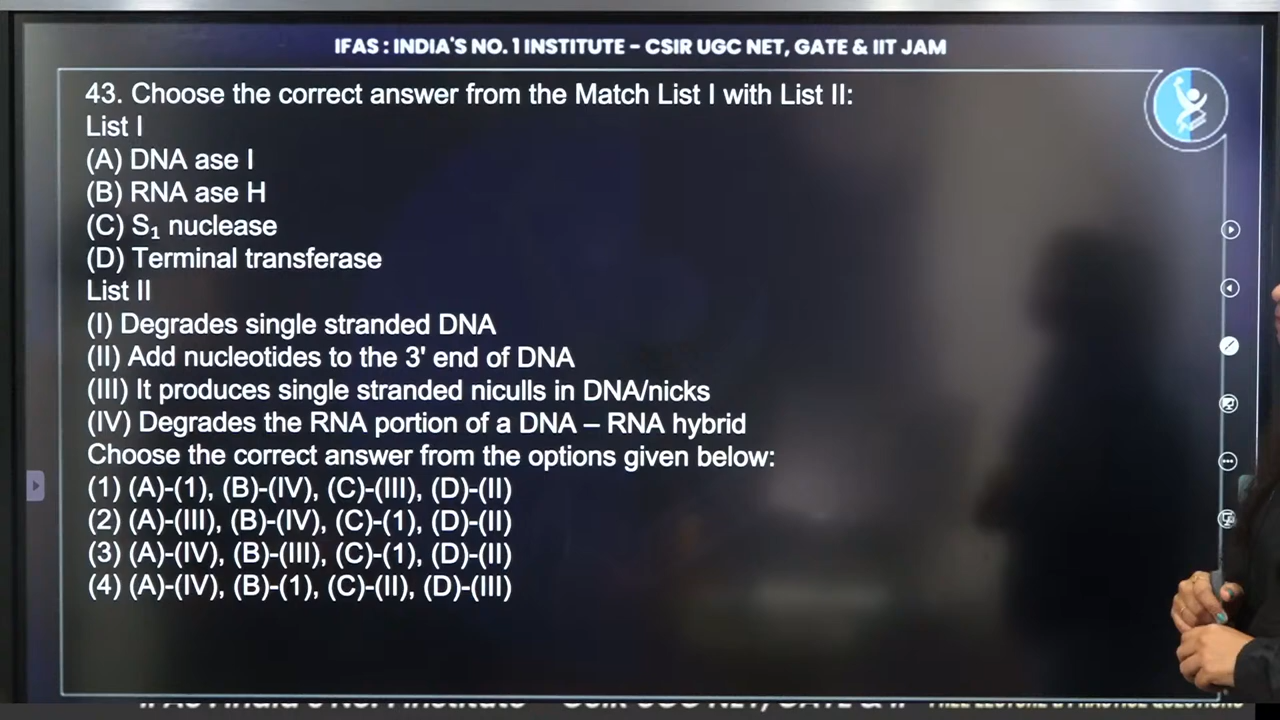 IFAS : INDIA'S NO. 1 INSTITUTE - CSIR UGC NET, GATE & IIT JAM
43. Choose the correct answer from the Match List I with List II:
List I
(A) DNA ase I
(B) RNA ase H
(C) S₁ nuclease
(D) Terminal transferase
List II
(I) Degrades single stranded DNA
(II) Add nucleotides to the 3' end of DNA
(III) It produces single stranded niculls in DNA/nicks
(IV) Degrades the RNA portion of a DNA – RNA hybrid
Choose the correct answer from the options given below:
(1) (A)-(1), (B)-(IV), (C)-(III), (D)-(II)
(2) (A)-(III), (B)-(IV), (C)-(1), (D)-(II)
(3) (A)-(IV), (B)-(III), (C)-(1), (D)-(II)
(4) (A)-(IV), (B)-(1), (C)-(II), (D)-(III)